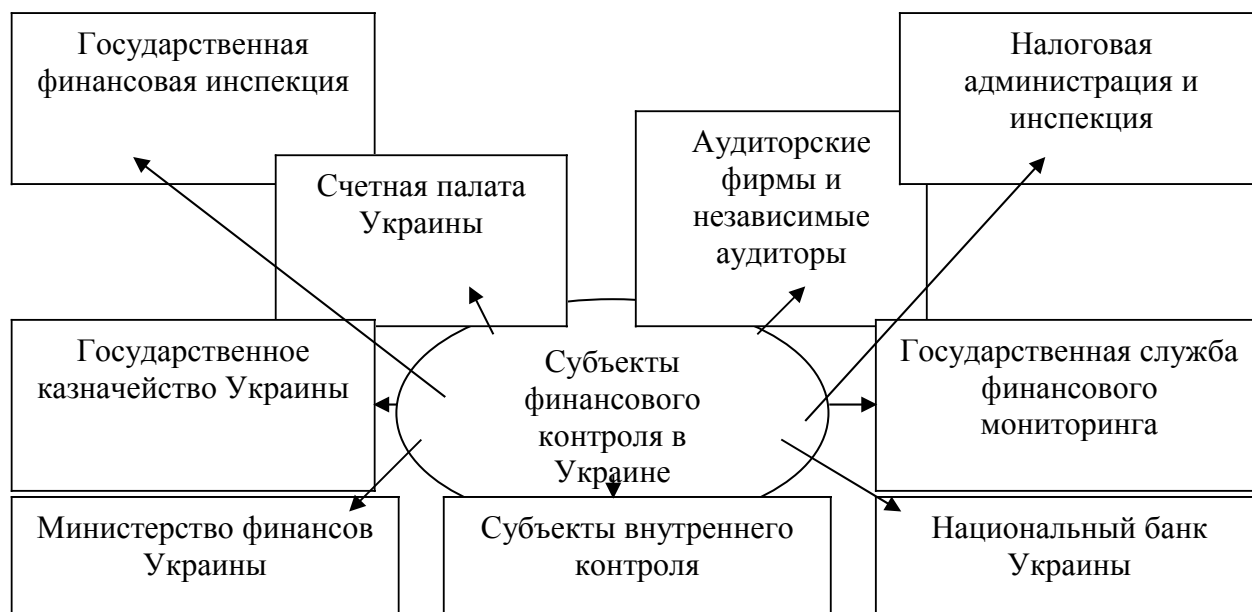 Государственная
финансовая инспекция
Налоговая
администрация и
инспекция
Счетная палата
Украины
Аудиторские
фирмы и
независимые
аудиторы
Государственное
казначейство Украины
Субъекты
финансового
контроля в
Украине
Государственная служба
финансового
мониторинга
Министерство финансов
Украины
Субъекты внутреннего
контроля
Национальный банк
Украины